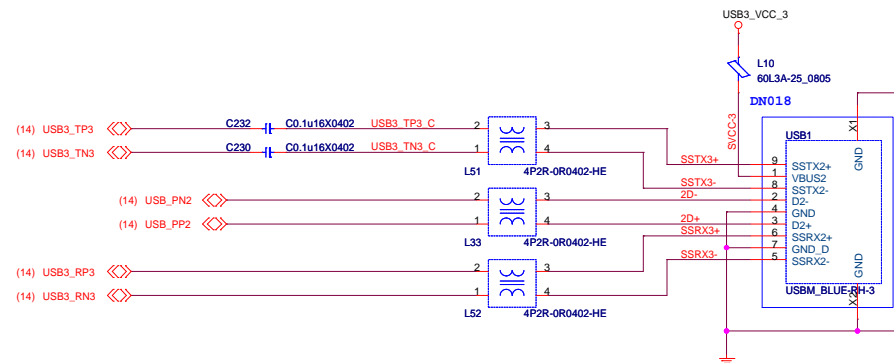 USB3_VCC_3
L10
60L3A-25_0805
DN018
SVCC-3
(14) USB3_TP3
C232
C0.1u16X0402
USB3_TP3_C
2
3
(14) USB3_TN3
C230
C0.1u16X0402
USB3_TN3_C
1
4
L51
4P2R-0R0402-HE
SSTX3+
SSTX3-
(14) USB_PN2
2
3
2D-
(14) USB_PP2
1
4
2D+
L33
4P2R-0R0402-HE
SSRX3+
SSRX3-
(14) USB3_RP3
2
3
(14) USB3_RN3
1
4
L52
4P2R-0R0402-HE
USB1
X1
GND
9 SSTX2+
1 VBUS2
8 SSTX2-
2 D2-
4 GND
3 D2+
6 SSRX2+
7 GND_D
5 SSRX2-
GND
X2
USBM_BLUE-RH-3